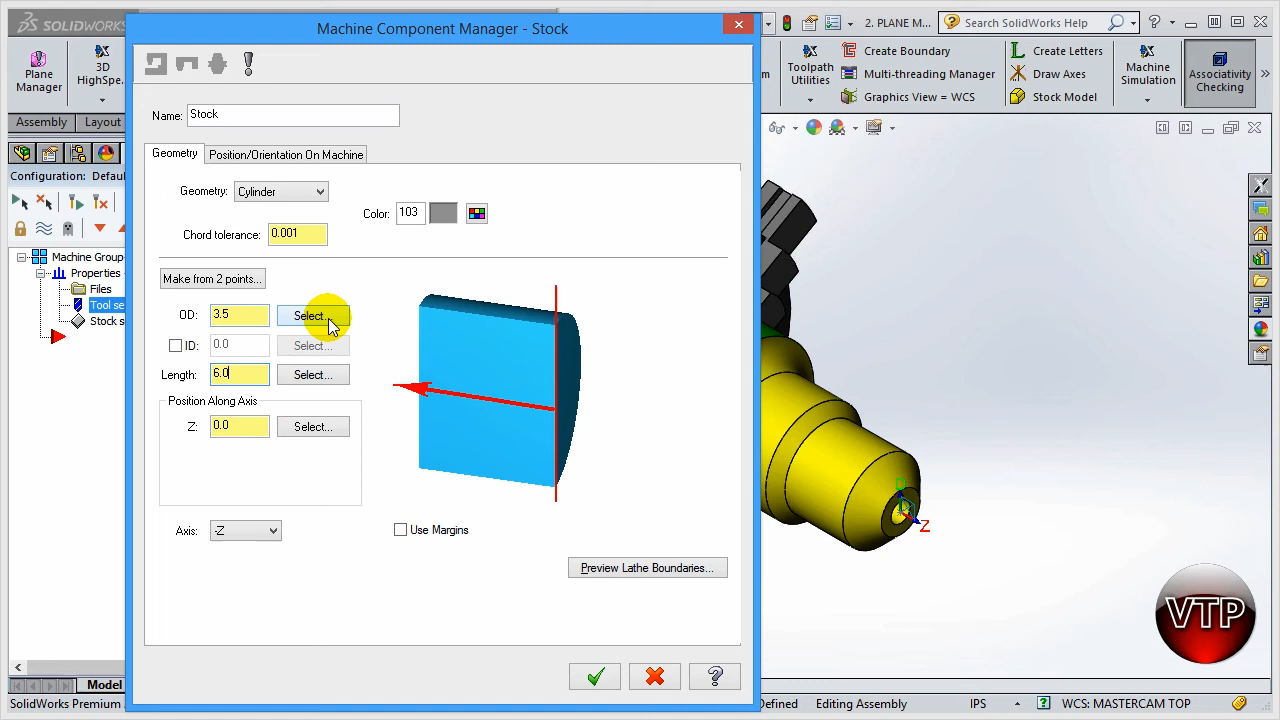 SOLIDWORKS
Machine Component Manager - Stock
2. PLANE M...
Search SolidWorks Help
Plane
Manager
3D
HighSpe...
Toolpath
Utilities
Create Boundary
Multi-threading Manager
Graphics View = WCS
Create Letters
Draw Axes
Stock Model
Machine
Simulation
Associativity
Checking
Assembly
Layout
Name:
Stock
Geometry
Position/Orientation On Machine
Configuration:
Geometry:
Cylinder
Color:
103
Chord tolerance:
0.001
Make from 2 points...
OD:
3.5
Select...
ID:
0.0
Select...
Length:
6.0
Select...
Position Along Axis
Z:
0.0
Select...
Axis:
-Z
Use Margins
Preview Lathe Boundaries...
Machine Group-
Properties
Files
Tool se
Stock s
Z
VTP
Model
SolidWorks Premium
Editing Assembly
IPS
WCS: MASTERCAM TOP